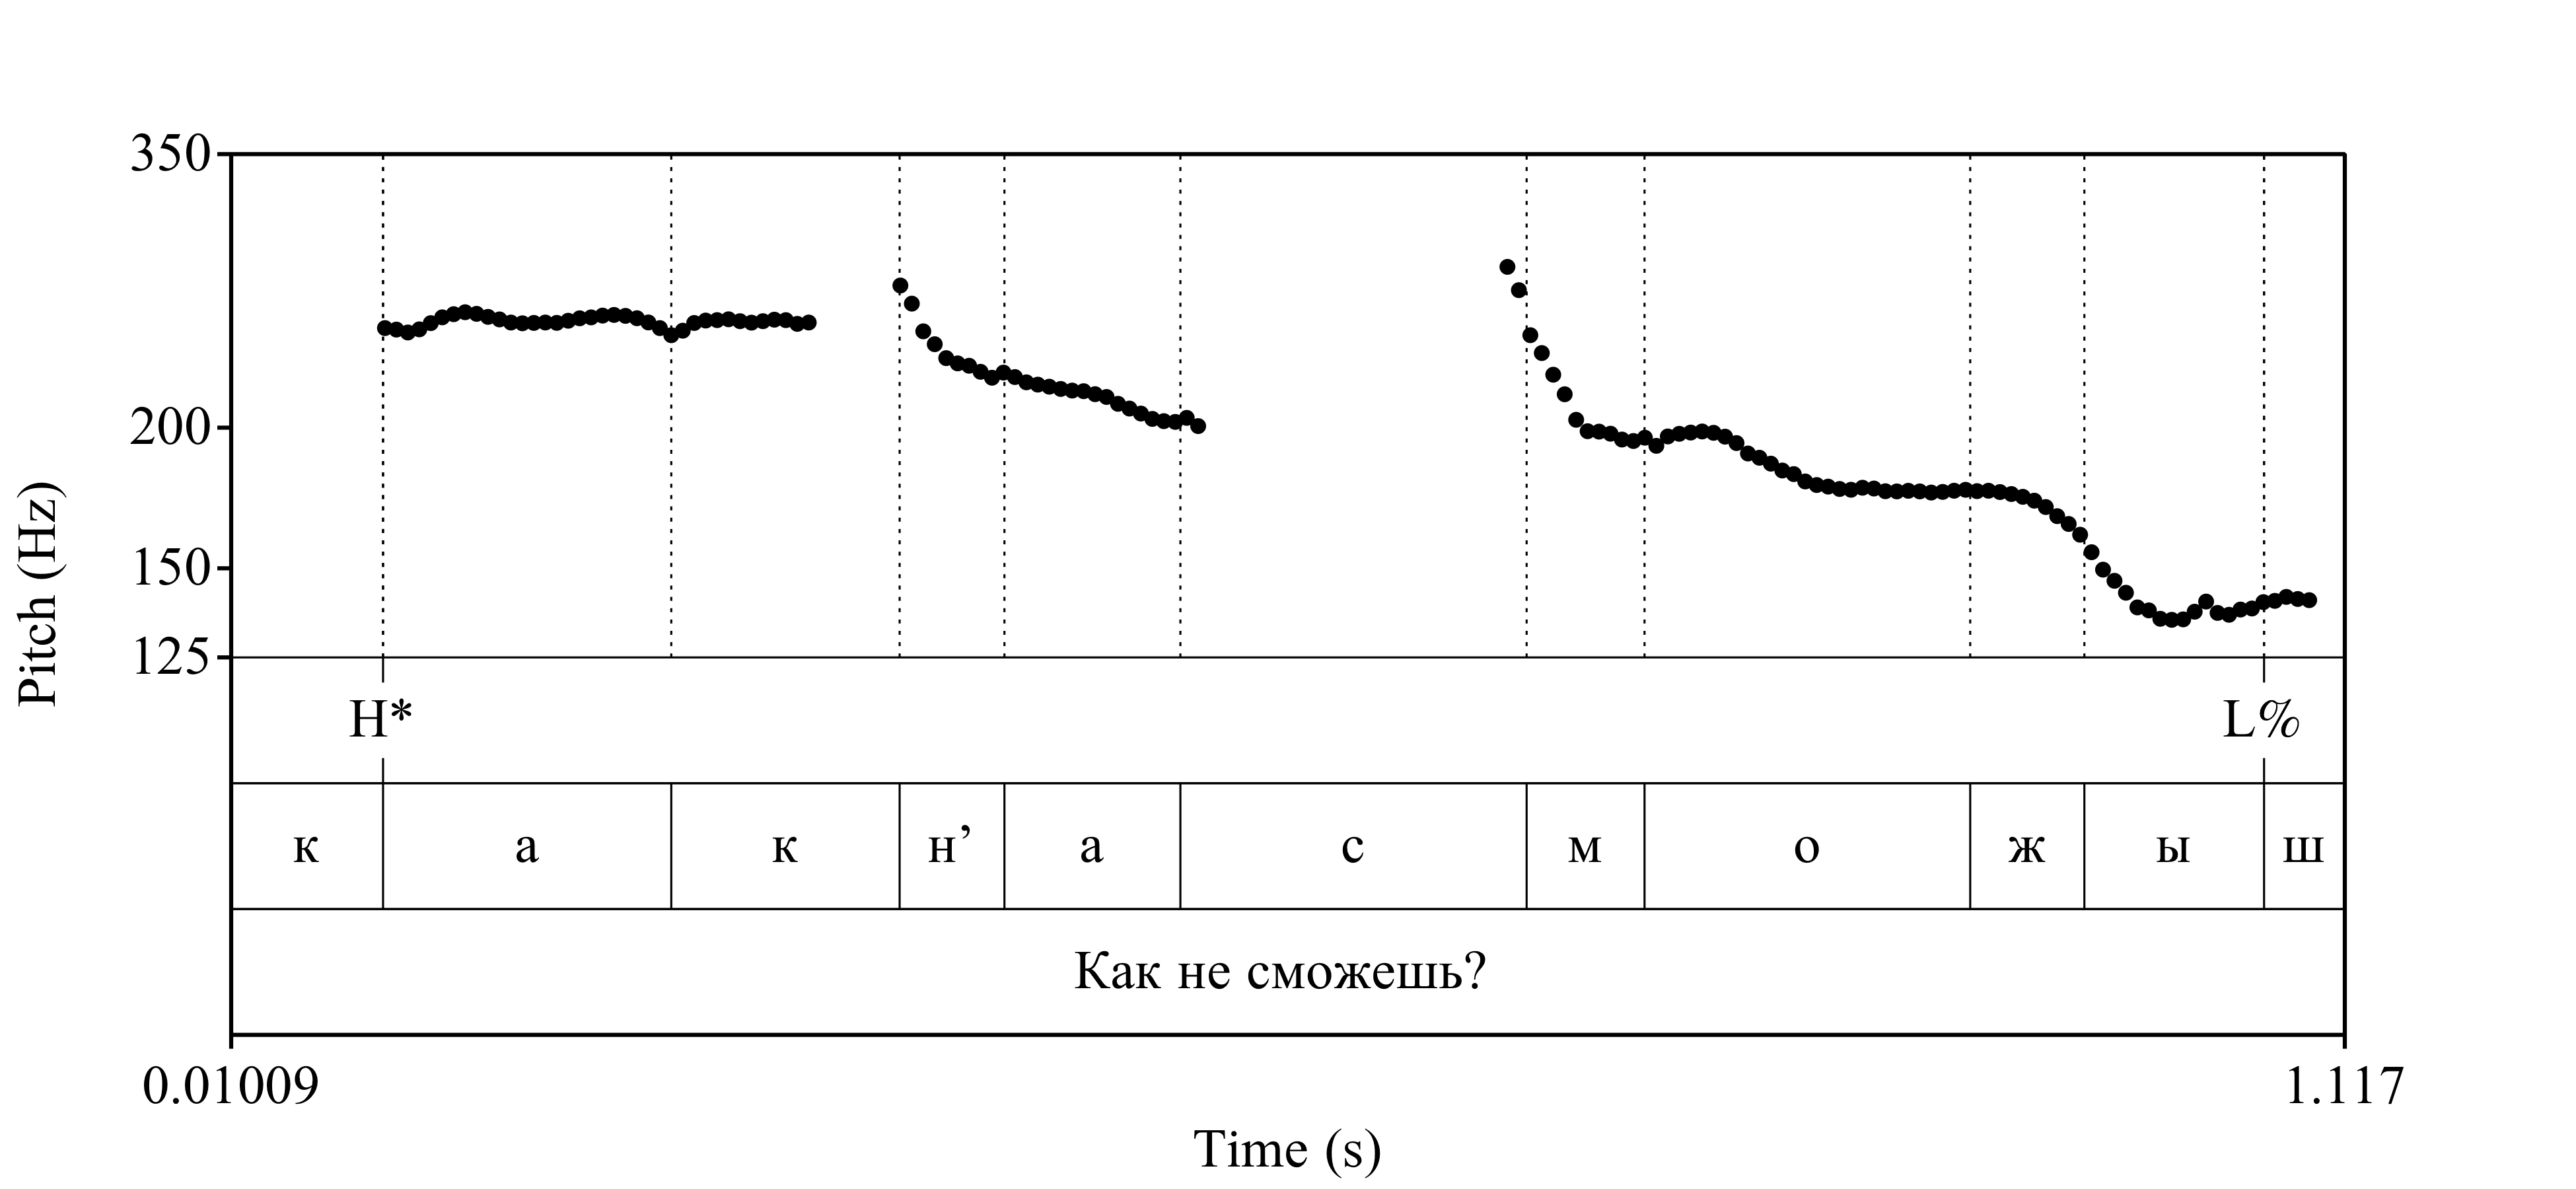 350
200
150
125
Pitch (Hz)
H* L%
к а к н’ а с м о ж ы ш
Как не сможешь?
0.01009 1.117
Time (s)